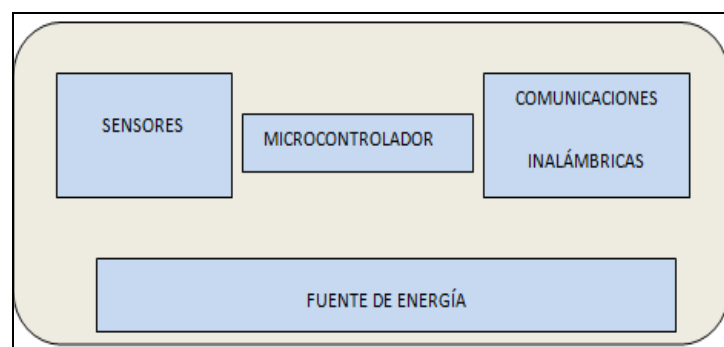 SENSORES
MICROCONTROLADOR
COMUNICACIONES
INALÁMBRICAS
FUENTE DE ENERGÍA